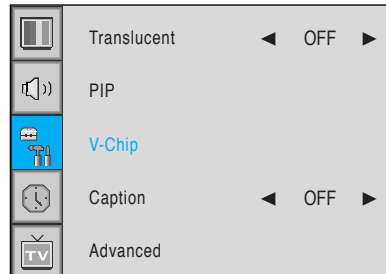 Translucent ◄ OFF ►
PIP
V-Chip
Caption ◄ OFF ►
TV Advanced